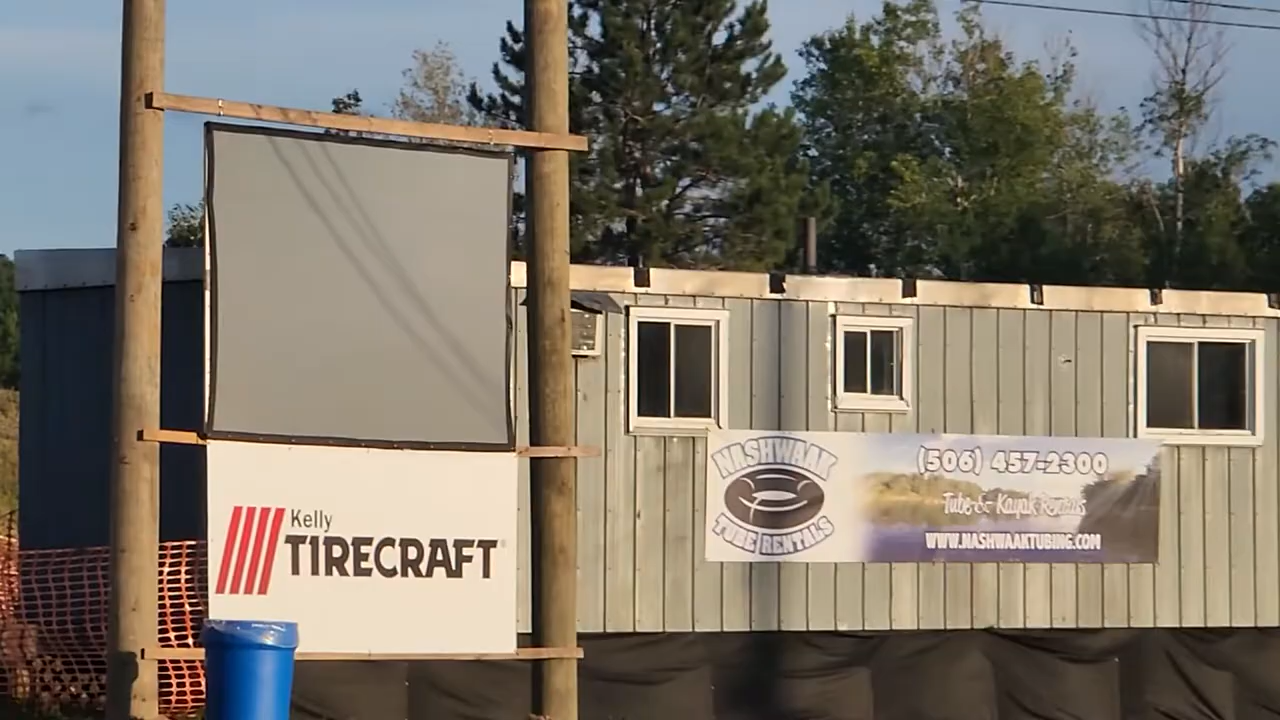 Kelly
TIRECRAFT
NASHWAAK
TUBE RENTALS
(506) 457-2300
Tube & Kayak Rentals
WWW.NASHWAAKTUBING.COM